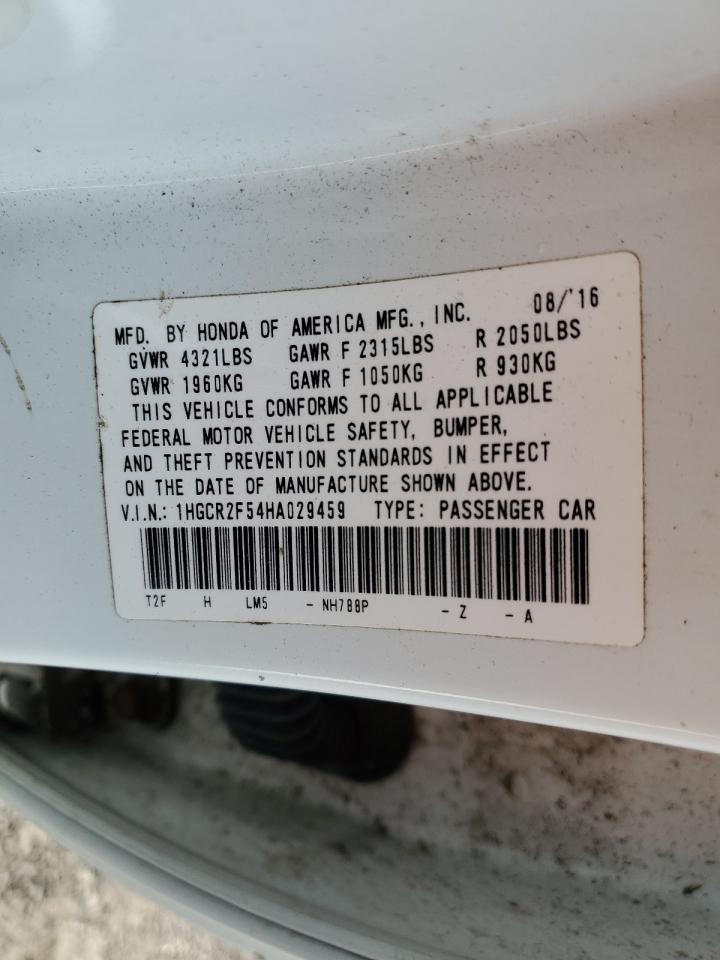 MFD. BY HONDA OF AMERICA MFG., INC. 08/'16
GVWR 4321LBS GAWR F 2315LBS R 2050LBS
GVWR 1960KG GAWR F 1050KG R 930KG
THIS VEHICLE CONFORMS TO ALL APPLICABLE
FEDERAL MOTOR VEHICLE SAFETY, BUMPER,
AND THEFT PREVENTION STANDARDS IN EFFECT
ON THE DATE OF MANUFACTURE SHOWN ABOVE.
V.I.N.: 1HGCR2F54HA029459 TYPE: PASSENGER CAR
T2F H LM5 - NH788P - Z - A